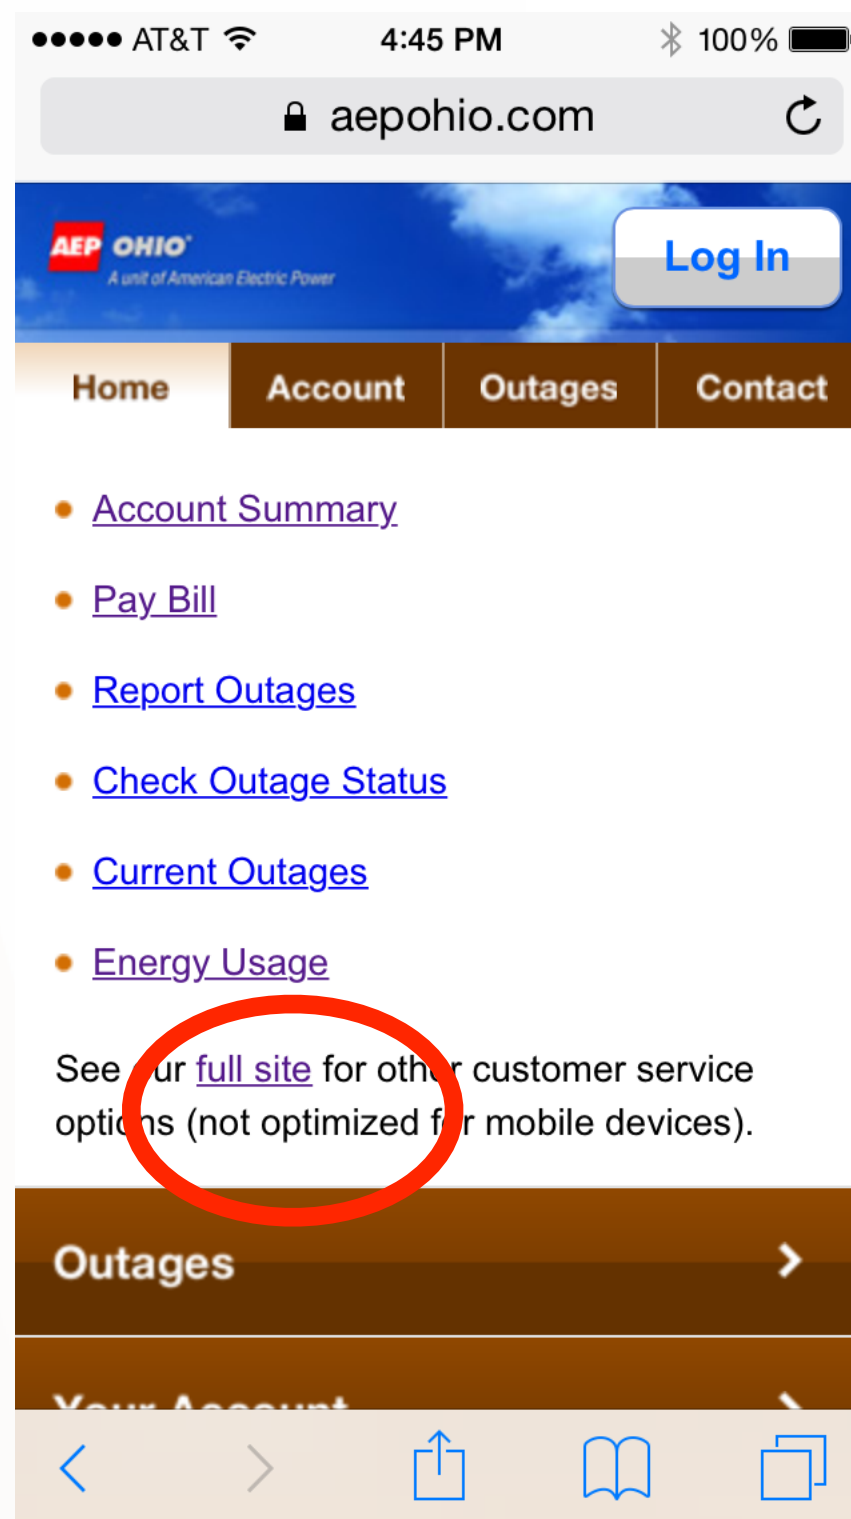 AT&T 4:45 PM 100%
aepohio.com
AEP OHIO
A unit of American Electric Power
Log In
Home Account Outages Contact
Account Summary
Pay Bill
Report Outages
Check Outage Status
Current Outages
Energy Usage
See our full site for other customer service
options (not optimized for mobile devices).
Outages
Your Account